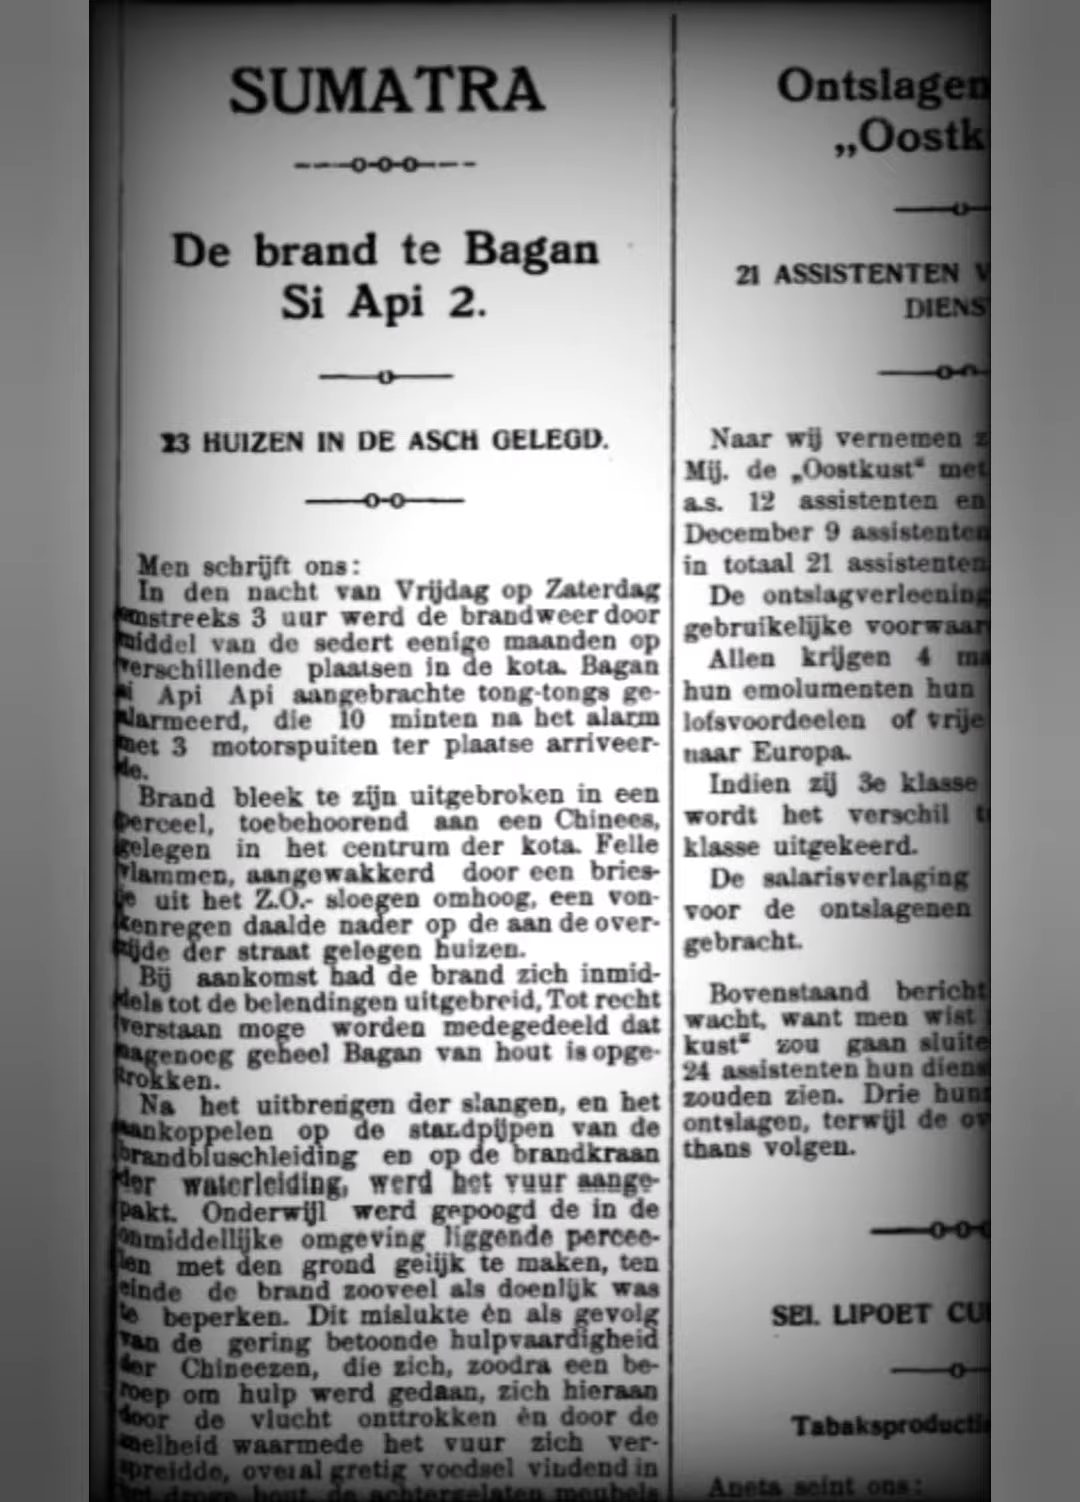 SUMATRA
De brand te Bagan
Si Api 2.
23 HUIZEN IN DE ASCH GELEGD.
Men schrijft ons:
In den nacht van Vrijdag op Zaterdag
omstreeks 3 uur werd de brandweer door
middel van de sedert eenige maanden op
verschillende plaatsen in de kota. Bagan
si Api Api aangebrachte tong-tongs ge-
alarmeerd, die 10 minten na het alarm
met 3 motorspuiten ter plaatse arriveer-
de.
Brand bleek te zijn uitgebroken in een
perceel, toebehoorend aan een Chinees,
gelegen in het centrum der kota. Felle
vlammen, aangewakkerd door een bries-
je uit het Z.O.- sloegen omhoog, een von-
kenregen daalde nader op de aan de over-
zijde der straat gelegen huizen.
Bij aankomst had de brand zich inmid-
dels tot de belendingen uitgebreid, Tot recht
verstaan moge worden medegedeeld dat
nagenoeg geheel Bagan van hout is opge-
trokken.
Na het uitbrengen der slangen, en het
aankoppelen op de standpijpen van de
brandbluschleiding en op de brandkraan
der waterleiding, werd het vuur aange-
pakt. Onderwijl werd gepoogd de in de
onmiddellijke omgeving liggende percee-
len met den grond gelijk te maken, ten
einde de brand zooveel als doenlijk was
te beperken. Dit mislukte èn als gevolg
van de gering betoonde hulpvaardigheid
der Chineezen, die zich, zoodra een be-
roep om hulp werd gedaan, zich hieraan
door de vlucht onttrokken èn door de
snelheid waarmede het vuur zich ver-
spreidde, overal gretig voedsel vindend in
het droge hout, de achtergelaten meubels
Ontslagen
„Oostk
21 ASSISTENTEN V
DIENS
Naar wij vernemen z
Mij. de „Oostkust“ met
a.s. 12 assistenten en
December 9 assistenten
in totaal 21 assistenten
De ontslagverleening
gebruikelijke voorwaar
Allen krijgen 4 ma
hun emolumenten hun
lofsvoordeelen of vrije
naar Europa.
Indien zij 3e klasse
wordt het verschil t
klasse uitgekeerd.
De salarisverlaging
voor de ontslagenen
gebracht.
Bovenstaand bericht
wacht, want men wist
kust“ zou gaan sluite
24 assistenten hun diens
zouden zien. Drie hun
ontslagen, terwijl de ov
thans volgen.
SEI. LIPOET CU
Tabaksproducti
Aneta seint ons: